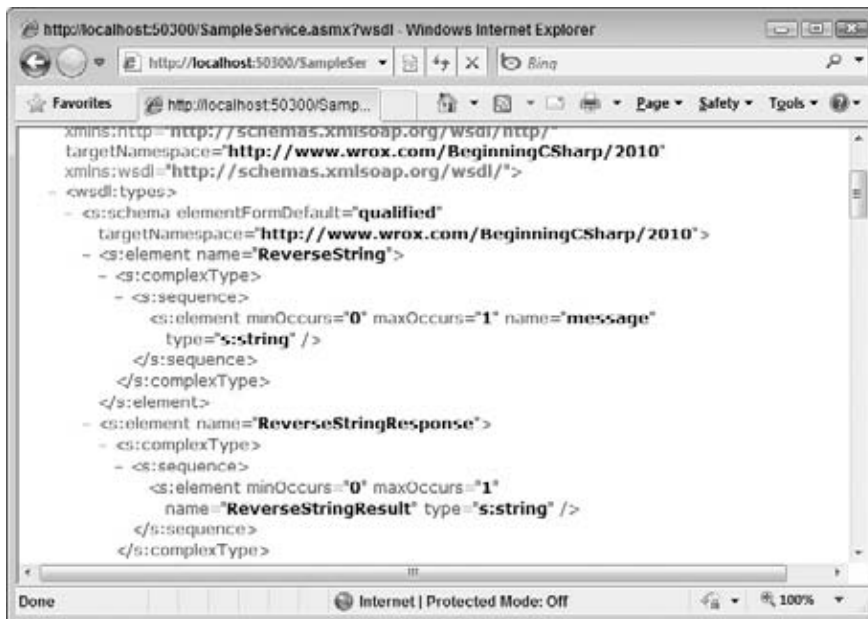 http://localhost:50300/SampleService.asmx?wsdl - Windows Internet Explorer
http://localhost:50300/SampleSer
Bing
Favorites
http://localhost:50300/Samp...
Page
Safety
Tools
xmlns:http="http://schemas.xmlsoap.org/wsdl/http/"
targetNamespace="http://www.wrox.com/BeginningCSharp/2010"
xmlns:wsdl="http://schemas.xmlsoap.org/wsdl/">
- <wsdl:types>
- <s:schema elementFormDefault="qualified"
targetNamespace="http://www.wrox.com/BeginningCSharp/2010">
- <s:element name="ReverseString">
- <s:complexType>
- <s:sequence>
<s:element minOccurs="0" maxOccurs="1" name="message"
type="s:string" />
</s:sequence>
</s:complexType>
</s:element>
- <s:element name="ReverseStringResponse">
- <s:complexType>
- <s:sequence>
<s:element minOccurs="0" maxOccurs="1"
name="ReverseStringResult" type="s:string" />
</s:sequence>
</s:complexType>
Done
Internet | Protected Mode: Off
100%